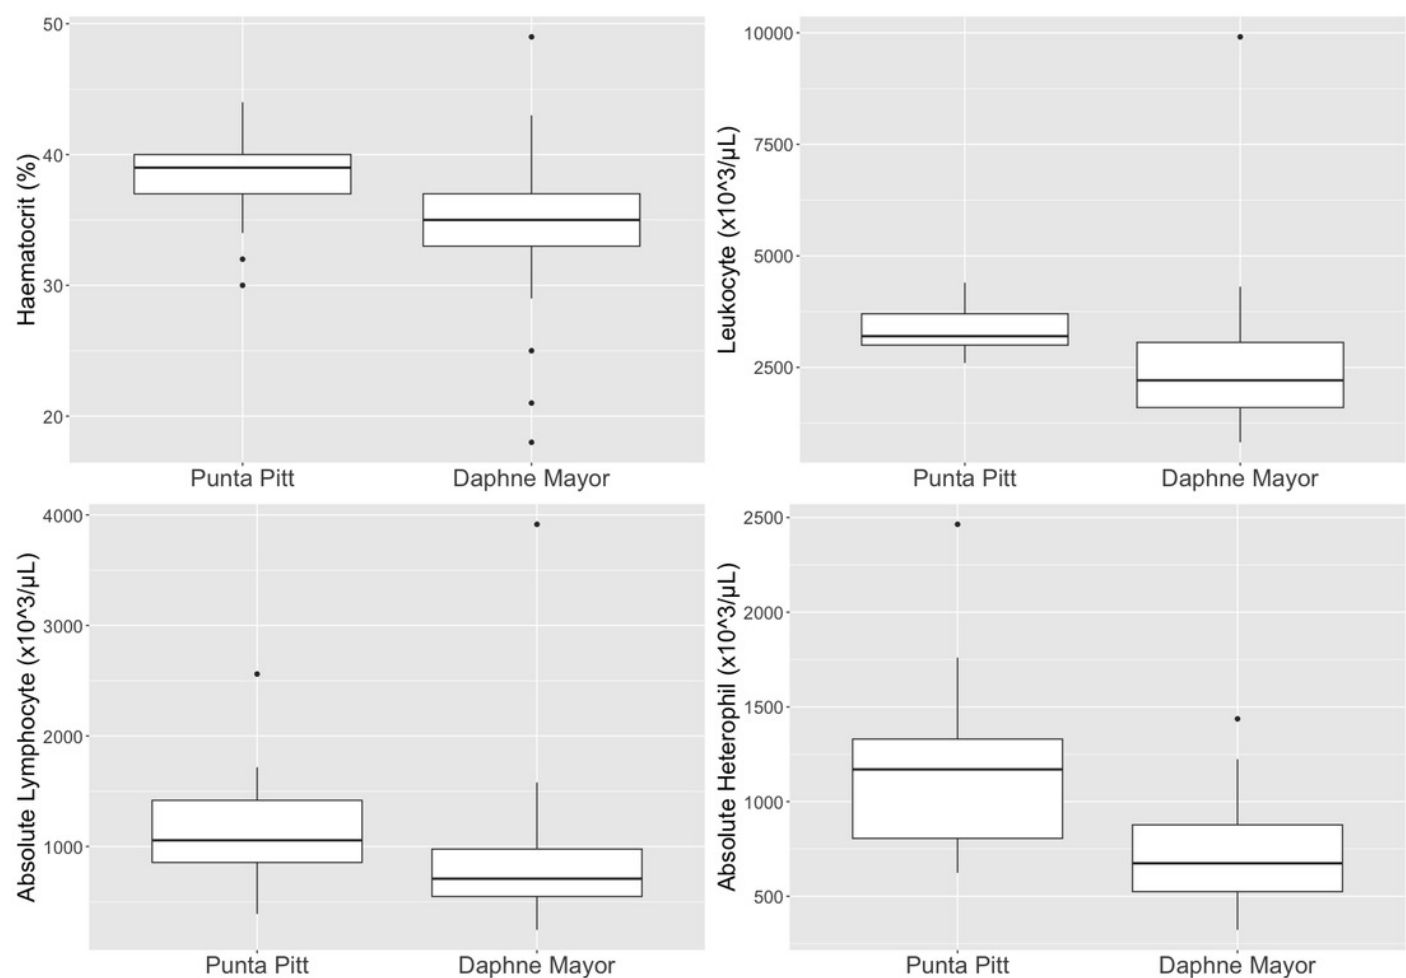 Haematocrit (%)
50
40
30
20
Punta Pitt Daphne Mayor
Leukocyte (x10^3/µL)
10000
7500
5000
2500
Punta Pitt Daphne Mayor
Absolute Lymphocyte (x10^3/µL)
4000
3000
2000
1000
Punta Pitt Daphne Mayor
Absolute Heterophil (x10^3/µL)
2500
2000
1500
1000
500
Punta Pitt Daphne Mayor